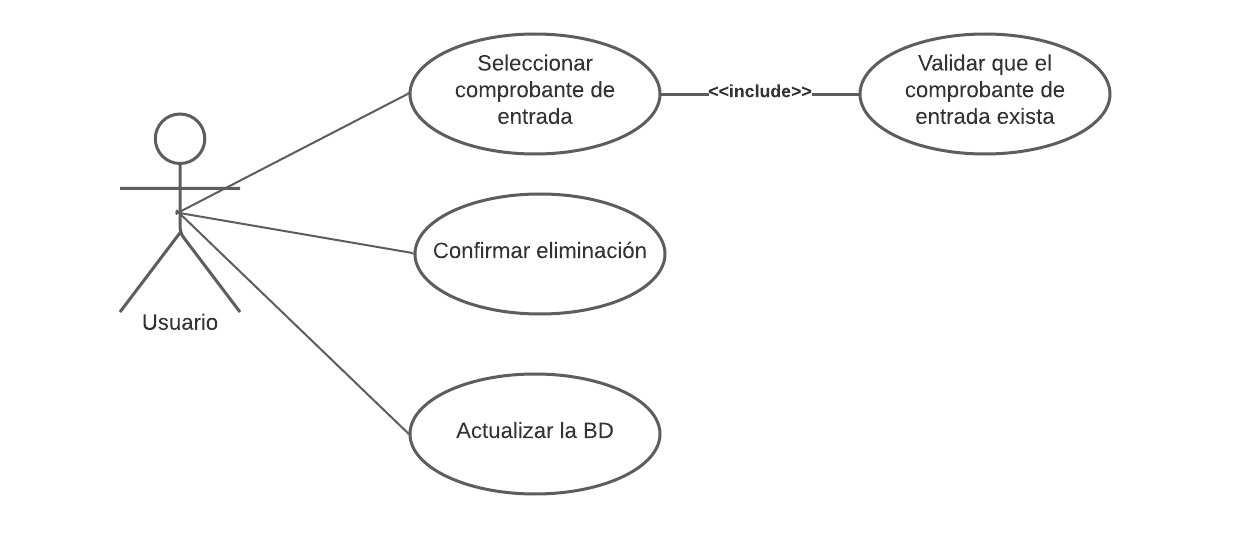 Seleccionar
comprobante de
entrada
<<include>>
Validar que el
comprobante de
entrada exista
Confirmar eliminación
Usuario
Actualizar la BD